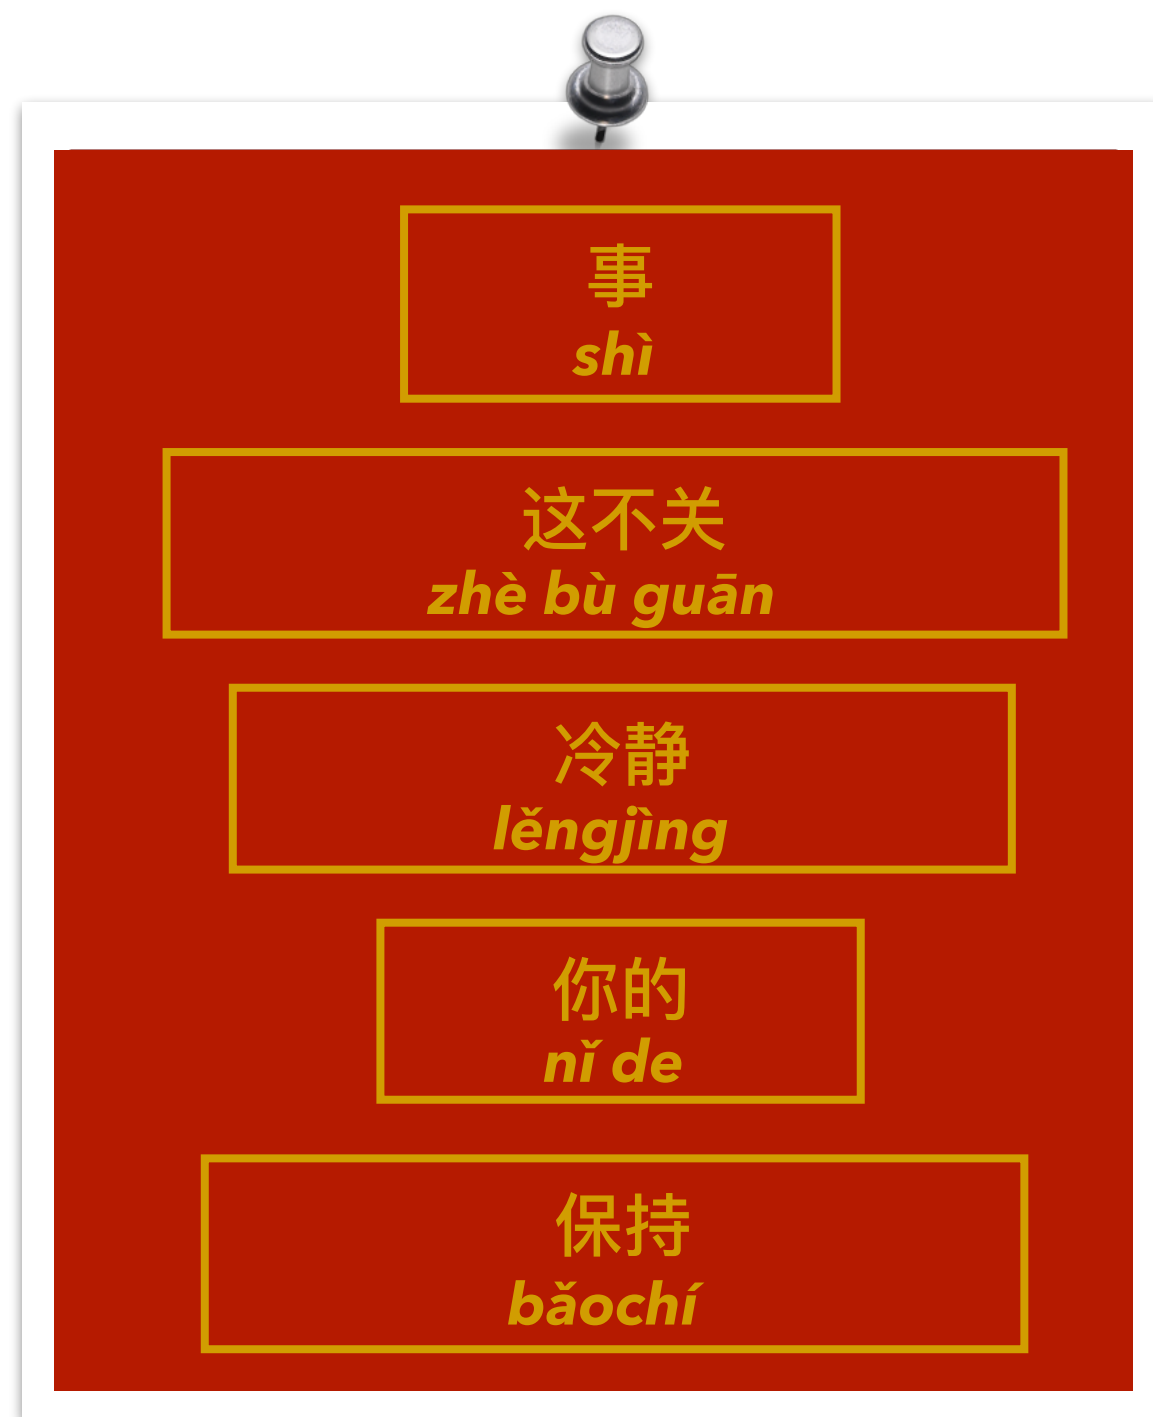 事
shì
这不关
zhè bù guān
冷静
lěngjìng
你的
nǐ de
保持
bǎochí